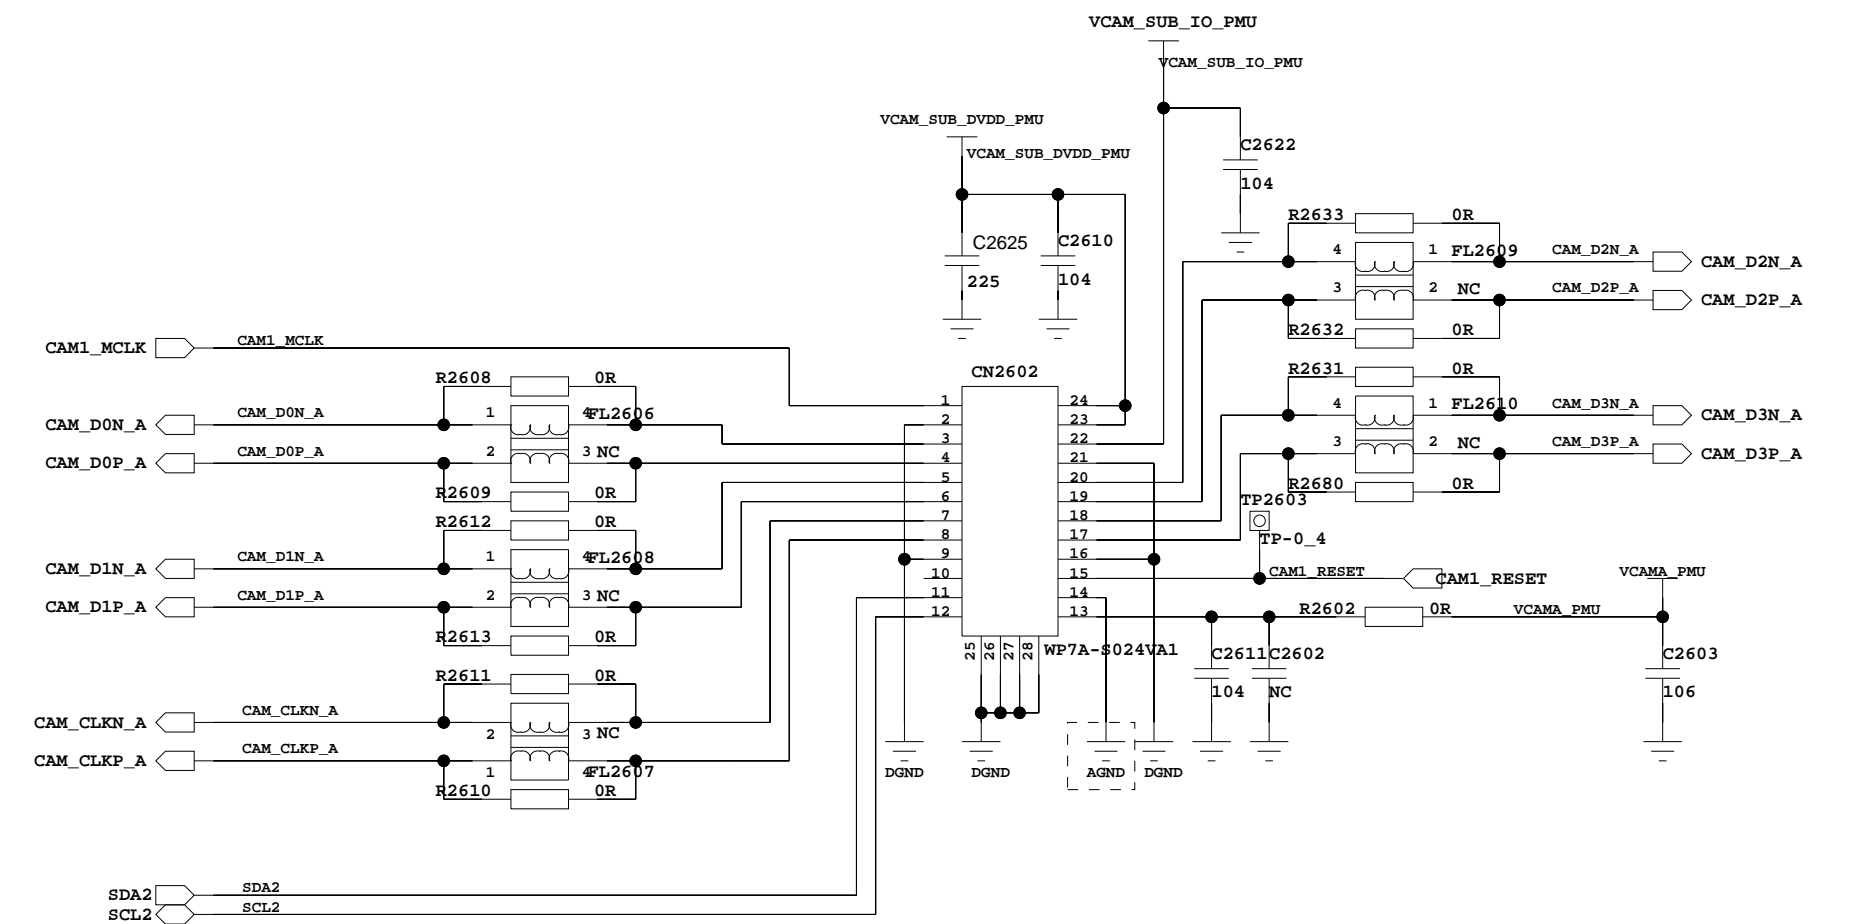 VCAM_SUB_IO_PMU
VCAM_SUB_IO_PMU
VCAM_SUB_DVDD_PMU
VCAM_SUB_DVDD_PMU
C2622
104
C2625
225
C2610
104
R2633 0R
4 1 FL2609 CAM_D2N_A CAM_D2N_A
3 2 NC CAM_D2P_A CAM_D2P_A
R2632 0R
CAM1_MCLK CAM1_MCLK
CN2602
R2631 0R
4 1 FL2610 CAM_D3N_A CAM_D3N_A
3 2 NC CAM_D3P_A CAM_D3P_A
R2680 0R
R2608 0R
CAM_D0N_A CAM_D0N_A 1 4 FL2606
CAM_D0P_A CAM_D0P_A 2 3 NC
R2609 0R
R2612 0R
CAM_D1N_A CAM_D1N_A 1 4 FL2608
CAM_D1P_A CAM_D1P_A 2 3 NC
R2613 0R
R2611 0R
CAM_CLKN_A CAM_CLKN_A
2 3 NC
CAM_CLKP_A CAM_CLKP_A
1 4 FL2607
R2610 0R
1 24
2 23
3 22
4 21
5 20
6 19
7 18
8 17
9 16
10 15
11 14
12 13
25 26 27 28
WP7A-S024VA1
TP2603
TP-0_4
CAM1_RESET CAM1_RESET
VCAMA_PMU
R2602 0R VCAMA_PMU
C2611 C2602
104 NC
C2603
106
DGND DGND AGND DGND
SDA2 SDA2
SCL2 SCL2